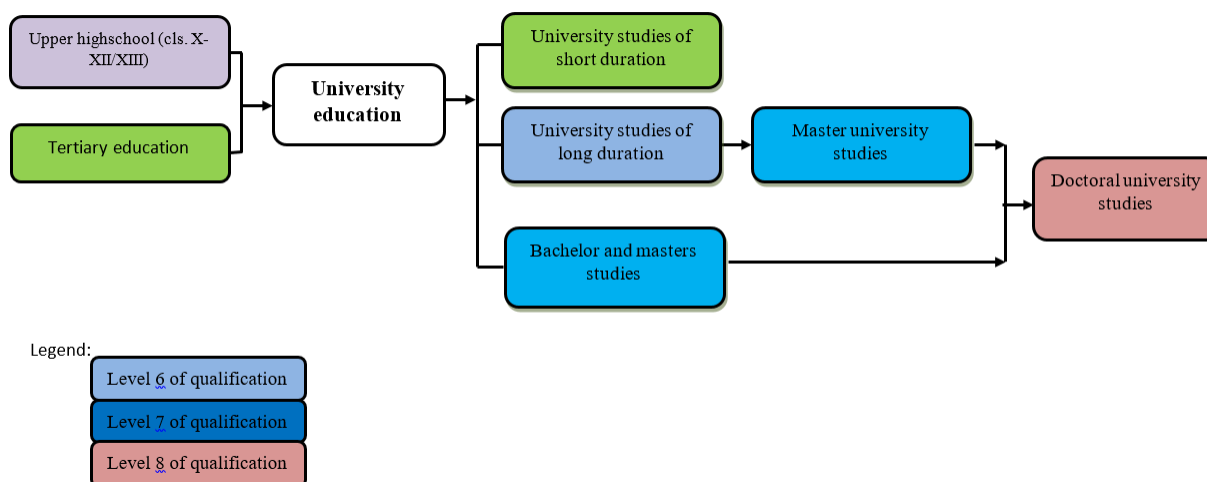 Upper highschool (cls. X-
XII/XIII)
Tertiary education
University
education
University studies of
short duration
University studies of
long duration
Master university
studies
Bachelor and masters
studies
Doctoral university
studies
Legend:
Level 6 of qualification
Level 7 of qualification
Level 8 of qualification